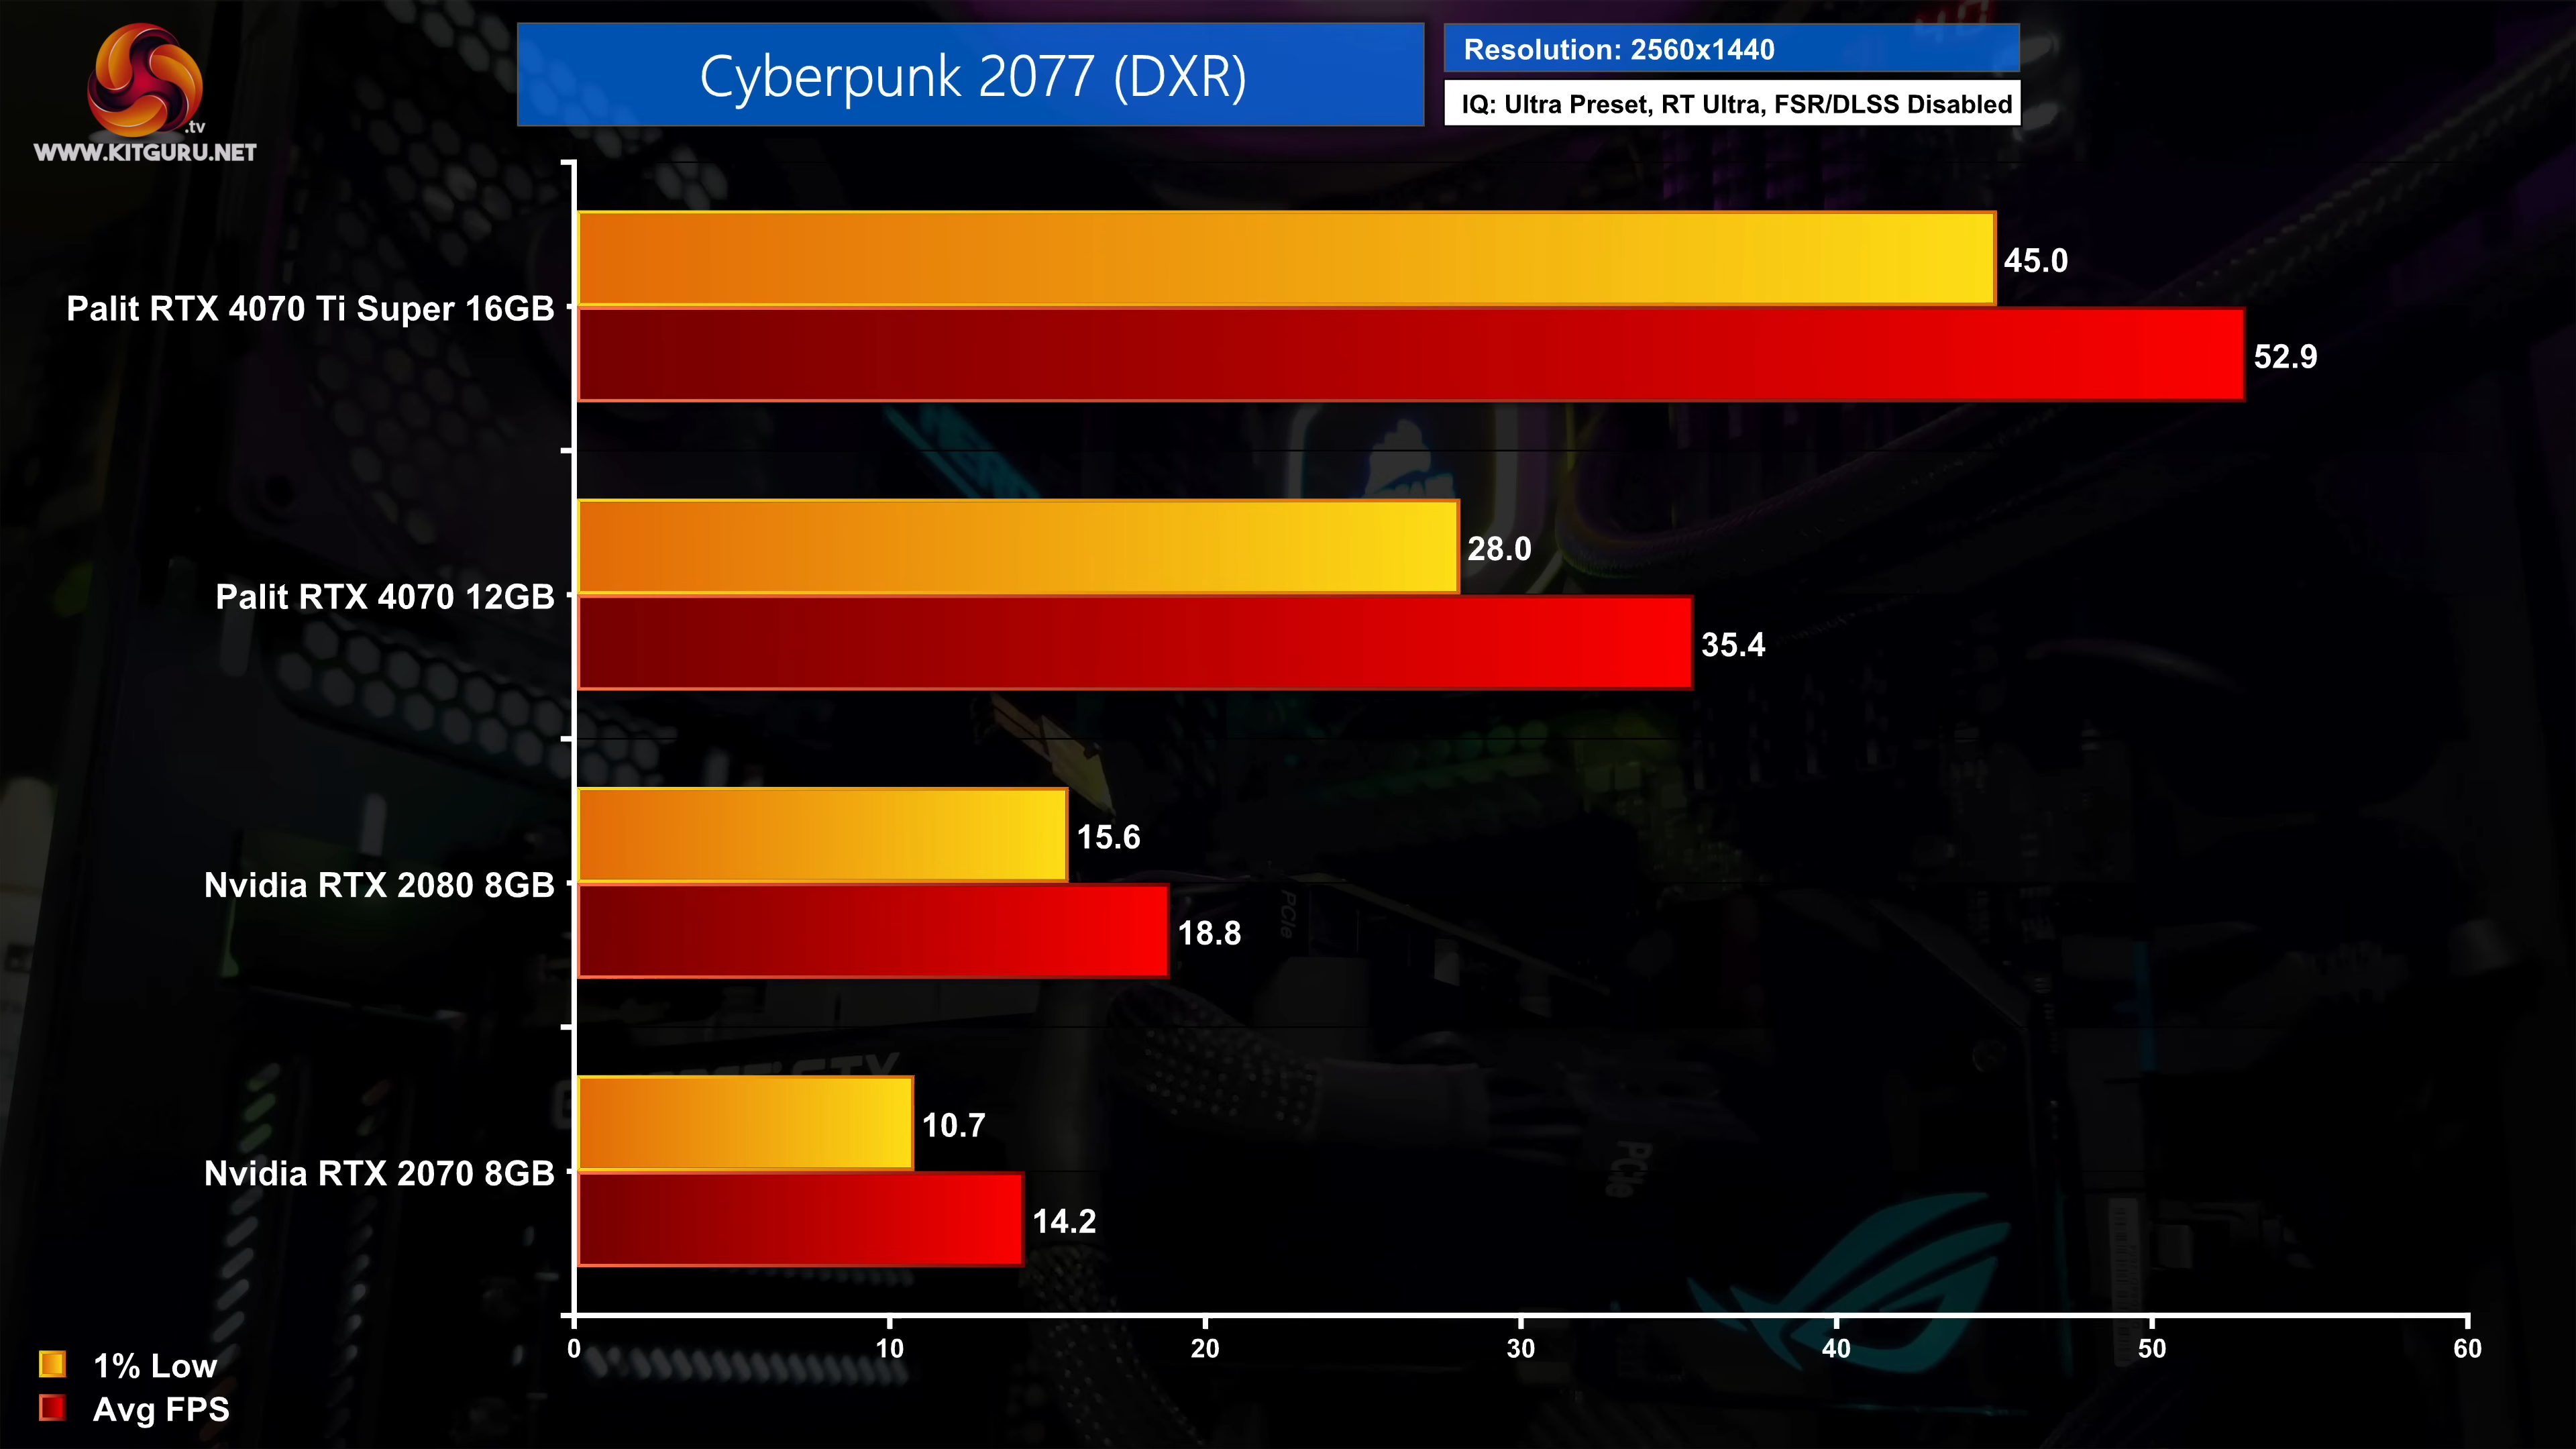 .tv
WWW.KITGURU.NET
Cyberpunk 2077 (DXR)
Resolution: 2560x1440
IQ: Ultra Preset, RT Ultra, FSR/DLSS Disabled
Palit RTX 4070 Ti Super 16GB
45.0
52.9
Palit RTX 4070 12GB
28.0
35.4
Nvidia RTX 2080 8GB
15.6
18.8
PCIe
Nvidia RTX 2070 8GB
10.7
14.2
PCIe
0 10 20 30 40 50 60
1% Low
Avg FPS